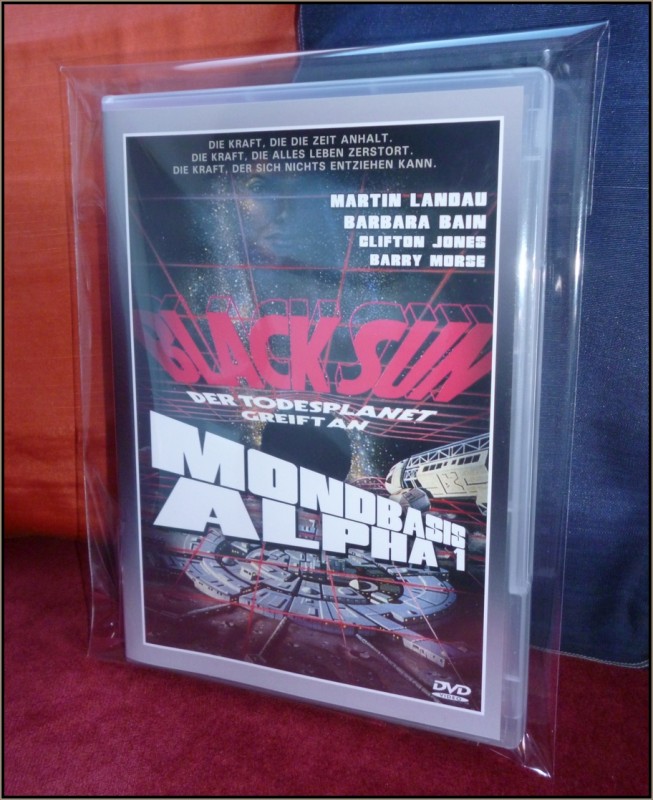 DIE KRAFT, DIE DIE ZEIT ANHALT.
DIE KRAFT, DIE ALLES LEBEN ZERSTORT.
DIE KRAFT, DER SICH NICHTS ENTZIEHEN KANN.
MARTIN LANDAU
BARBARA BAIN
CLIFTON JONES
BARRY MORSE
BLACK SUN
DER TODESPLANET
GREIFT AN
MONDBASIS
ALPHA 1
DVD
VIDEO